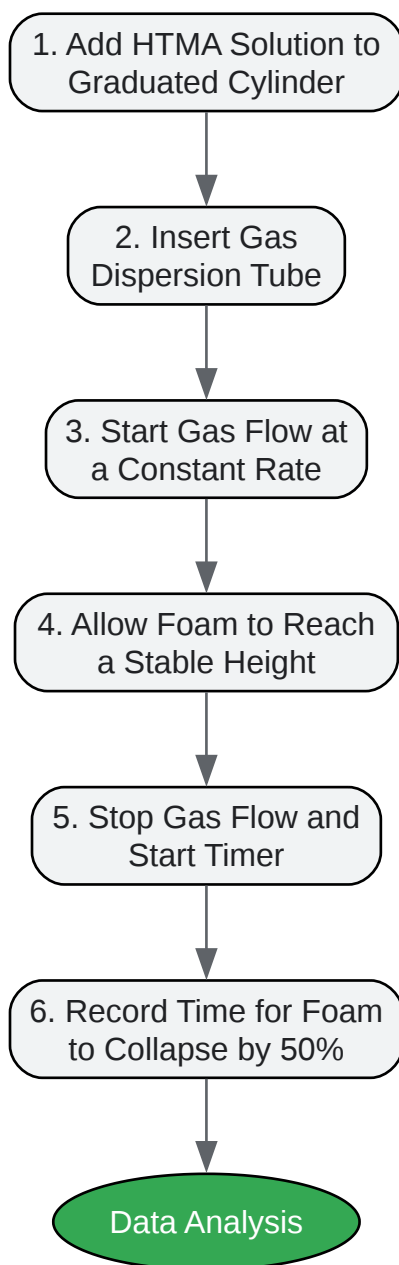 1. Add HTMA Solution to
Graduated Cylinder
2. Insert Gas
Dispersion Tube
3. Start Gas Flow at
a Constant Rate
4. Allow Foam to Reach
a Stable Height
5. Stop Gas Flow and
Start Timer
6. Record Time for Foam
to Collapse by 50%
Data Analysis